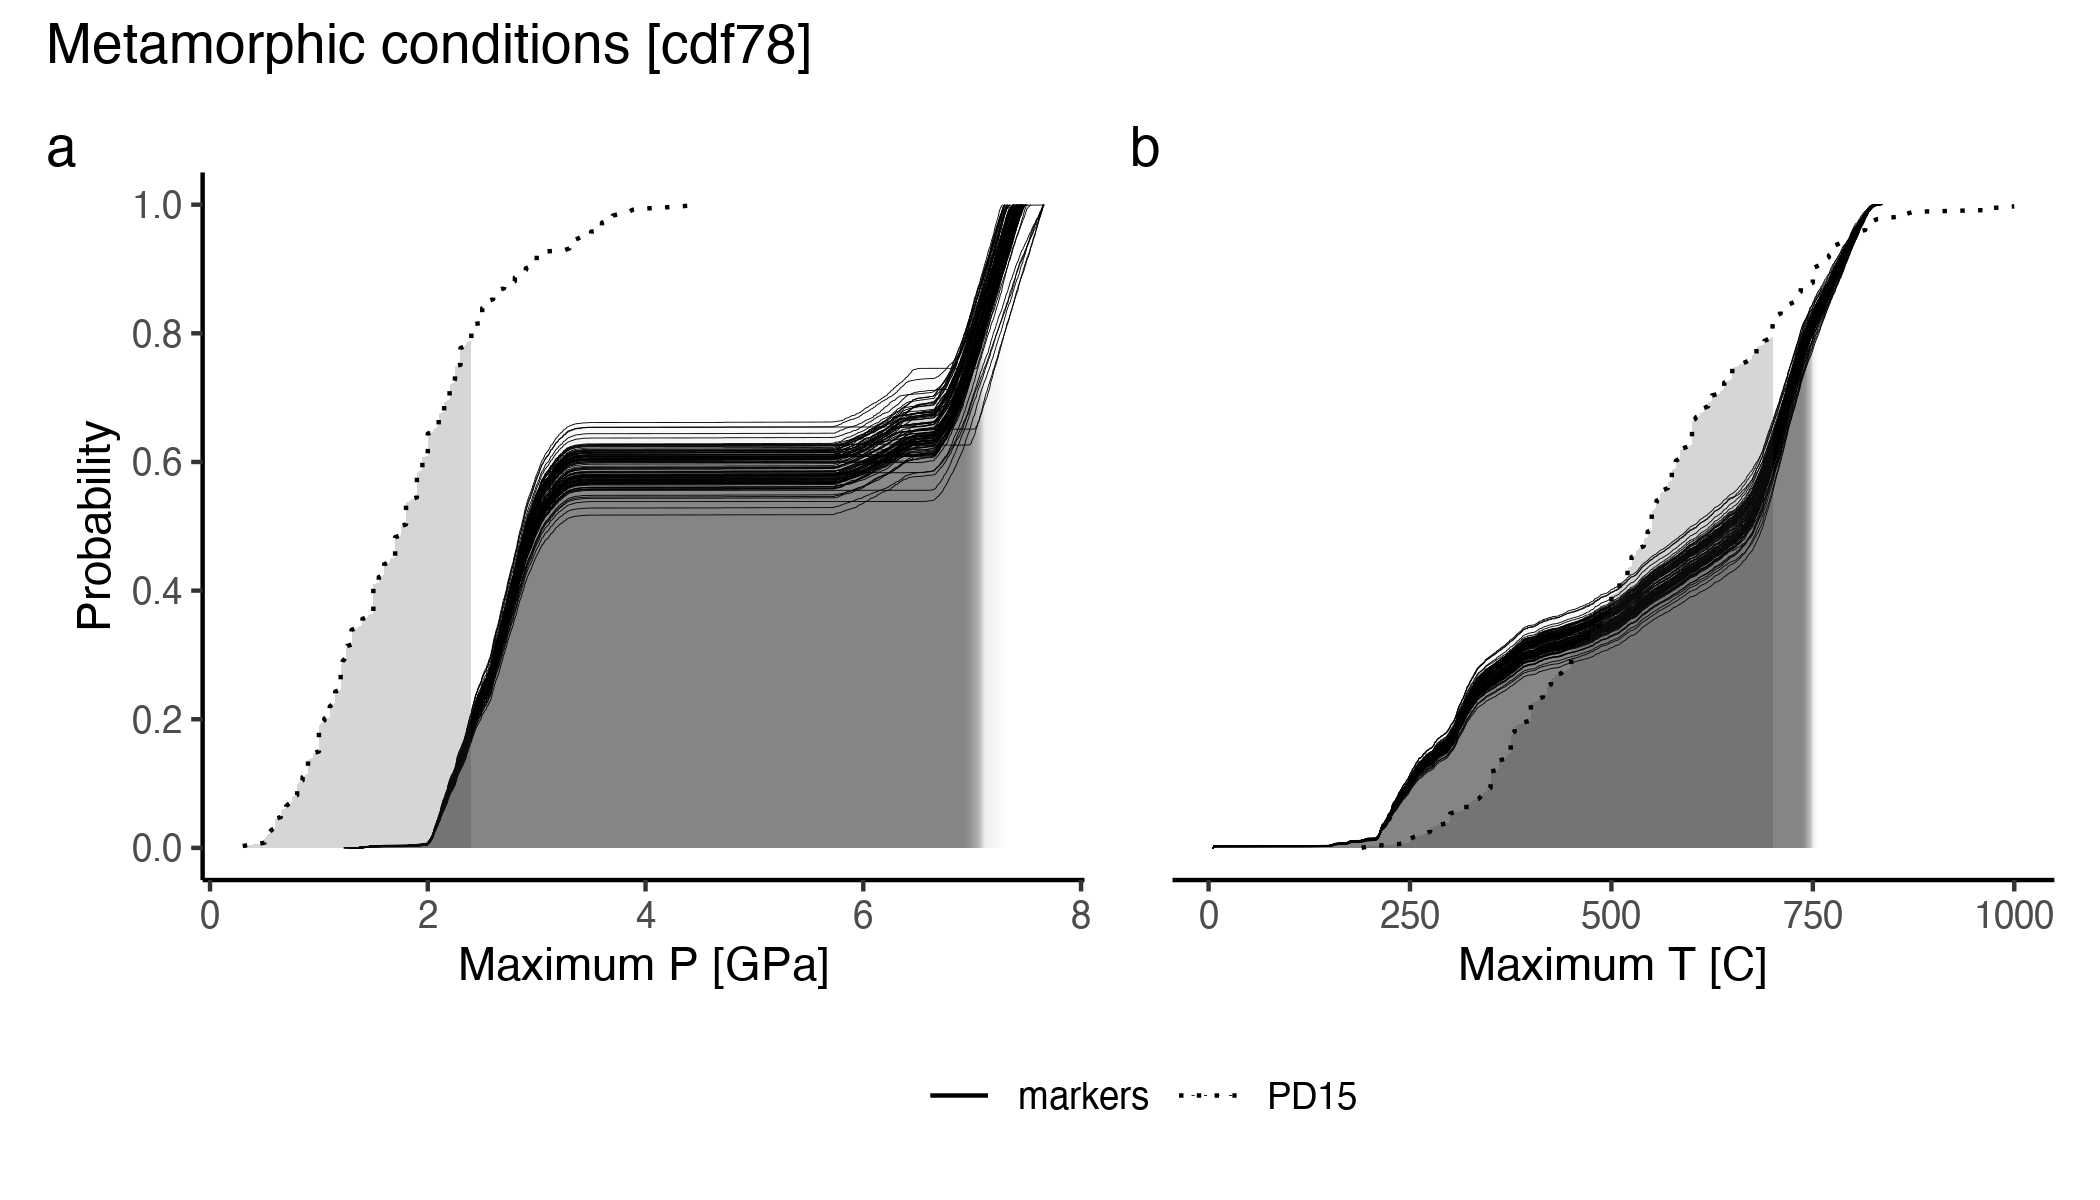 Metamorphic conditions [cdf78]
a
b
1.0
0.8
0.6
0.4
0.2
0.0
Probability
0 2 4 6 8
0 250 500 750 1000
Maximum P [GPa]
Maximum T [C]
markers PD15